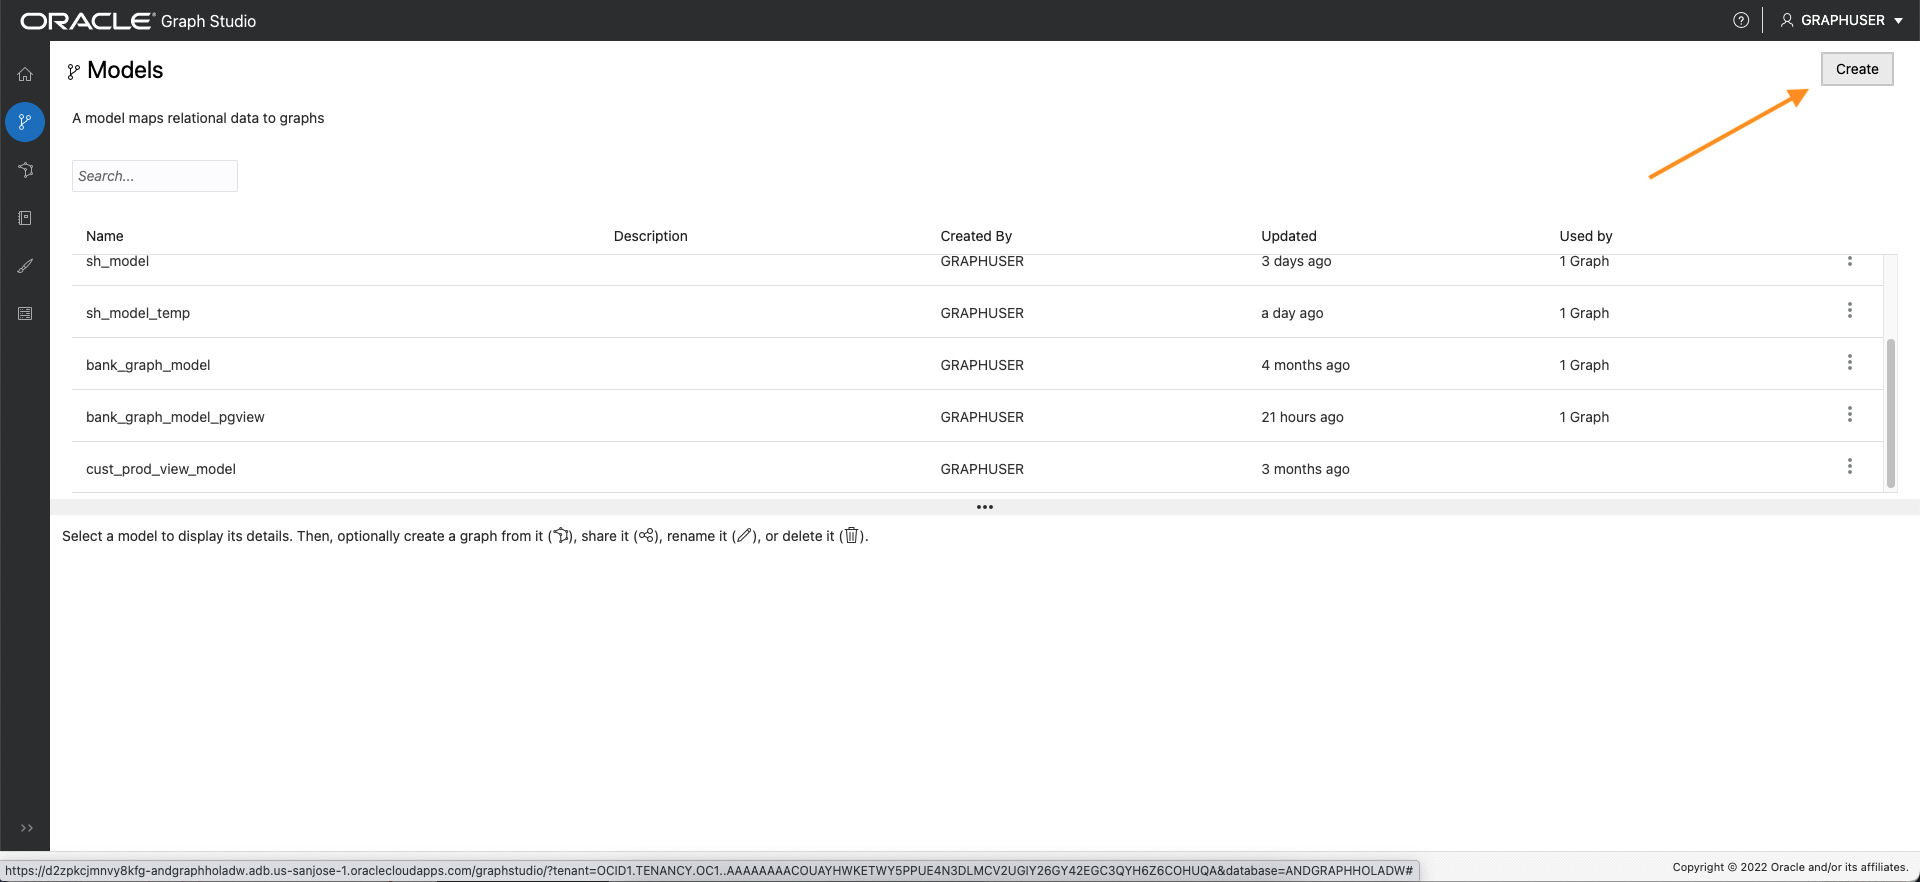 ORACLE Graph Studio
GRAPHUSER
Models
Create
A model maps relational data to graphs
Search...
Name Description Created By Updated Used by
sh_model GRAPHUSER 3 days ago 1 Graph
sh_model_temp GRAPHUSER a day ago 1 Graph
bank_graph_model GRAPHUSER 4 months ago 1 Graph
bank_graph_model_pgview GRAPHUSER 21 hours ago 1 Graph
cust_prod_view_model GRAPHUSER 3 months ago
Select a model to display its details. Then, optionally create a graph from it ( ), share it ( ), rename it ( ), or delete it ( ).
Copyright © 2022 Oracle and/or its affiliates.
https://d2zpkcjmnvy8kfg-andgraphholadw.adb.us-sanjose-1.oraclecloudapps.com/graphstudio/?tenant=OCID1.TENANCY.OC1..AAAAAAAACOUAYHWKETWY5PPUE4N3DLMCV2UGIY26GY42EGC3QYH6Z6COHUQA&database=ANDGRAPHHOLADW#